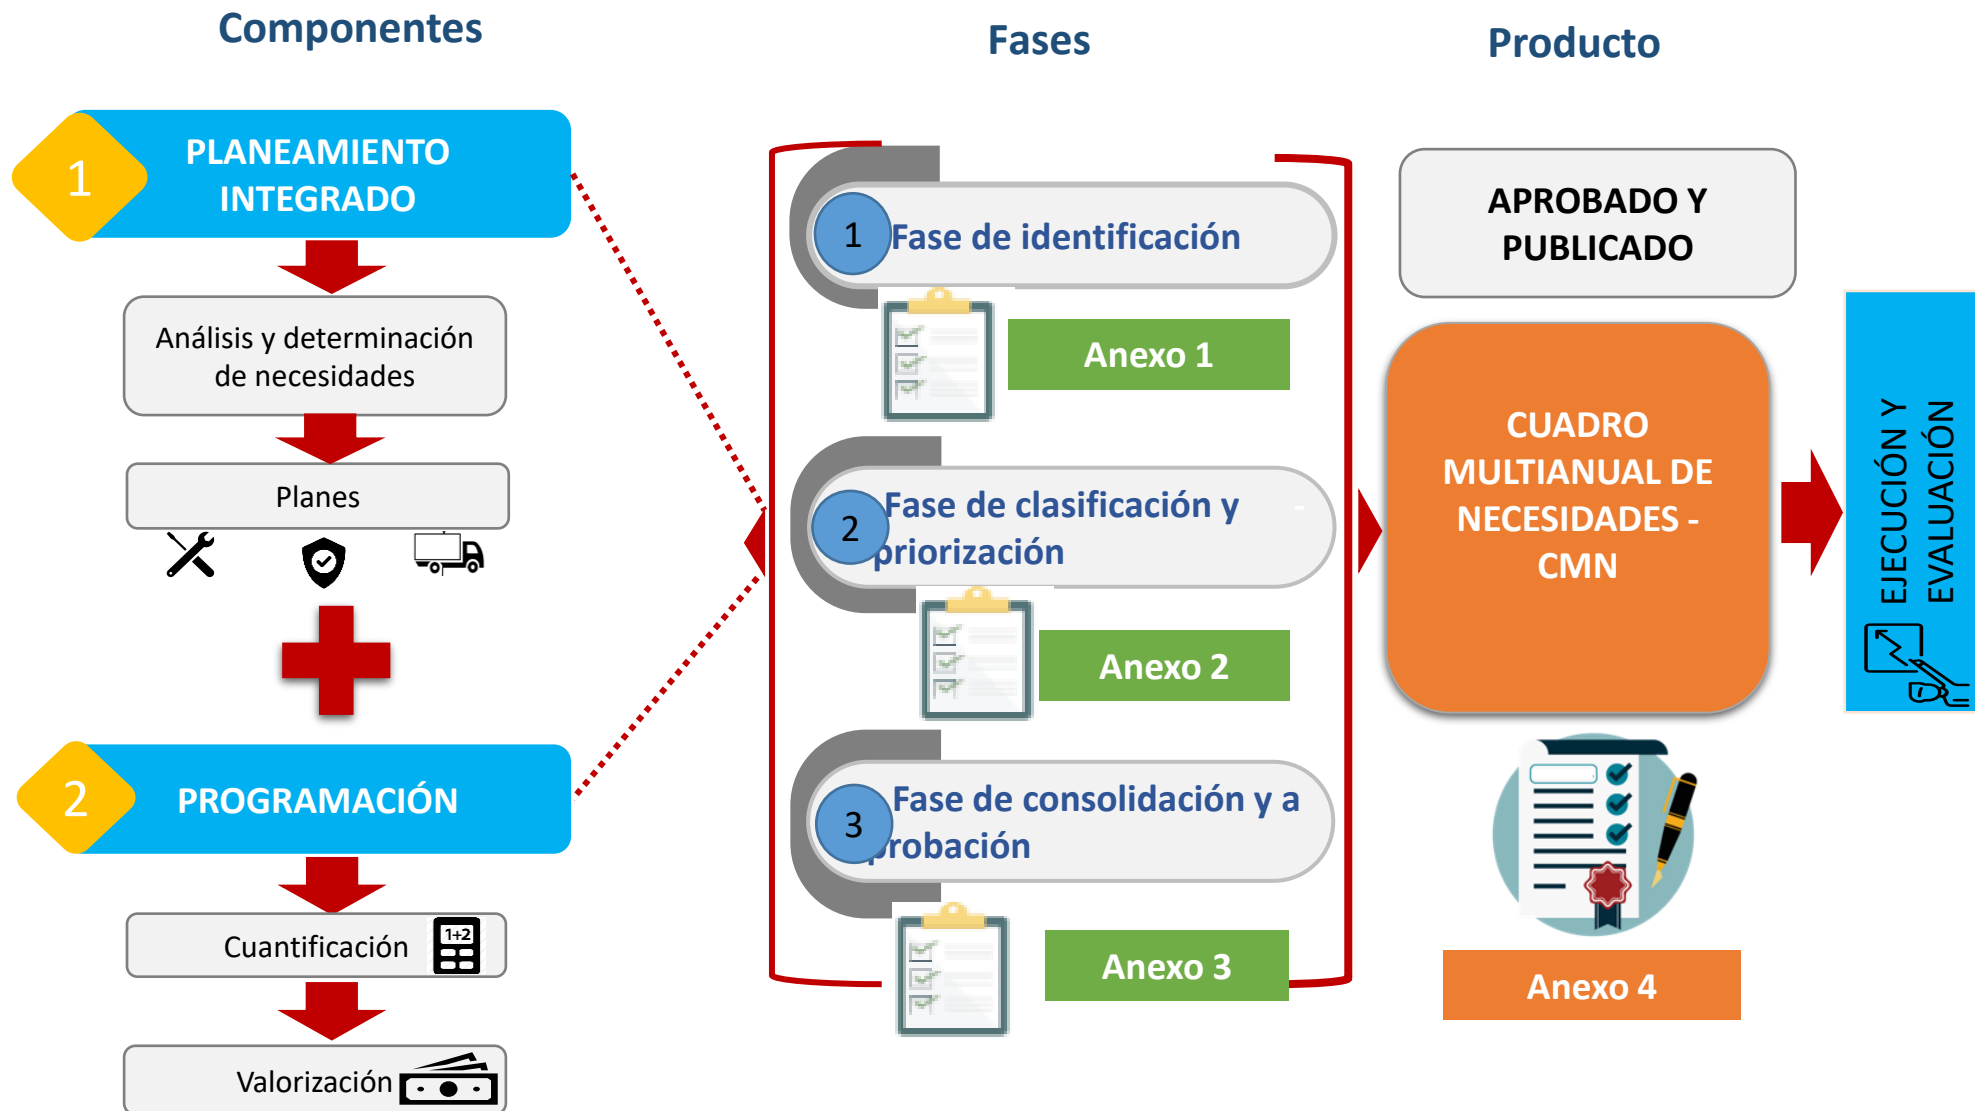 Componentes
Fases
Producto
1
PLANEAMIENTO
INTEGRADO
Análisis y determinación
de necesidades
Planes
2
PROGRAMACIÓN
Cuantificación
1+2
Valorización
1
Fase de identificación
Anexo 1
2
Fase de clasificación y -
priorización
Anexo 2
3
Fase de consolidación y a
probación
Anexo 3
APROBADO Y
PUBLICADO
CUADRO
MULTIANUAL DE
NECESIDADES -
CMN
Anexo 4
EJECUCIÓN Y
EVALUACIÓN